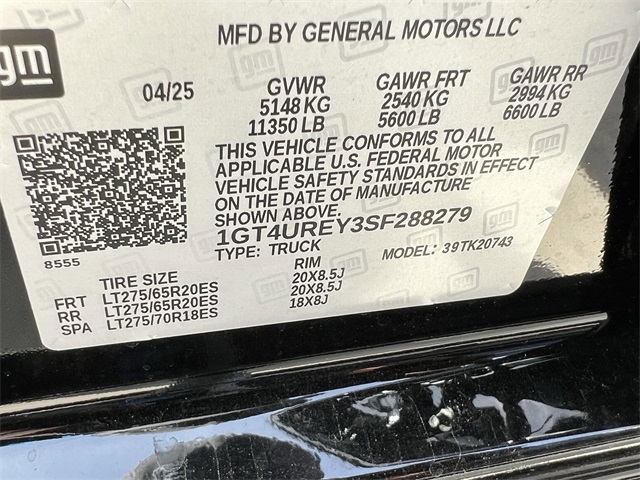 MFD BY GENERAL MOTORS LLC
gm
04/25
GVWR GAWR FRT GAWR RR
5148 KG 2540 KG 2994 KG
11350 LB 5600 LB 6600 LB
THIS VEHICLE CONFORMS TO ALL
APPLICABLE U.S. FEDERAL MOTOR
VEHICLE SAFETY STANDARDS IN EFFECT
ON THE DATE OF MANUFACTURE
SHOWN ABOVE.
1GT4UREY3SF288279
TYPE: TRUCK MODEL: 39TK20743
8555
TIRE SIZE RIM
FRT LT275/65R20ES 20X8.5J
RR LT275/65R20ES 20X8.5J
SPA LT275/70R18ES 18X8J